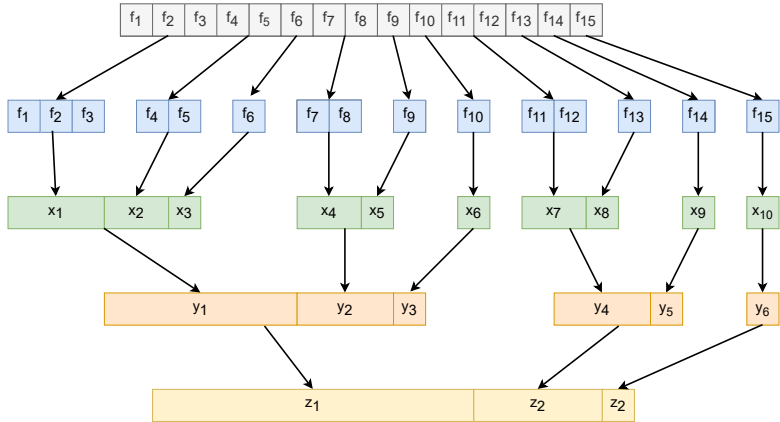 f1 f2 f3 f4 f5 f6 f7 f8 f9 f10 f11 f12 f13 f14 f15
f1 f2 f3 f4 f5 f6 f7 f8 f9 f10 f11 f12 f13 f14 f15
x1 x2 x3 x4 x5 x6 x7 x8 x9 x10
y1 y2 y3 y4 y5 y6
z1 z2 z2